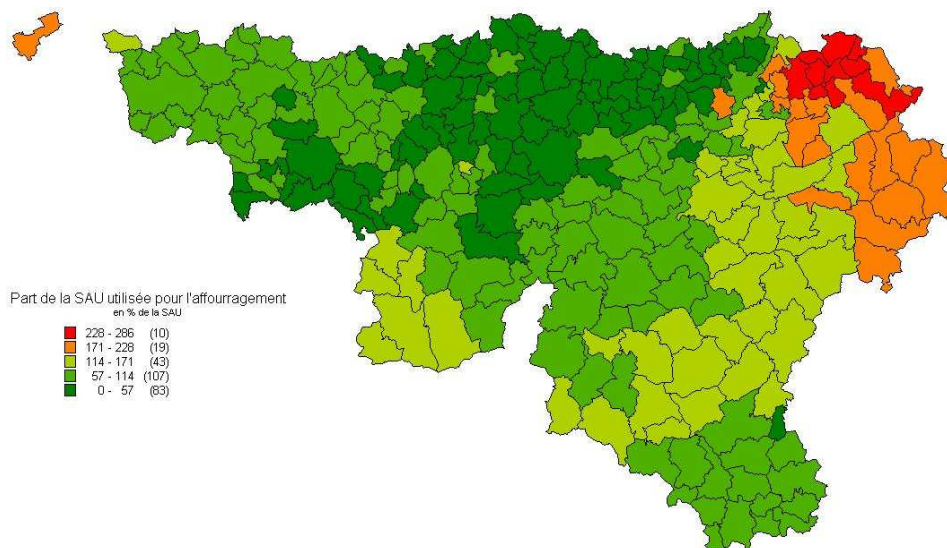 Part de la SAU utilisée pour l'affourragement
en % de la SAU
228 - 286 (10)
171 - 228 (19)
114 - 171 (43)
57 - 114 (107)
0 - 57 (83)